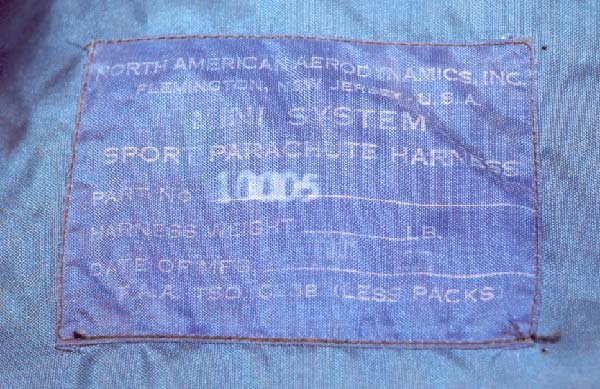 NORTH AMERICAN AERODYNAMICS, INC.
FLEMINGTON, NEW JERSEY, U.S.A.
MINI SYSTEM
SPORT PARACHUTE HARNESS
PART No. 10005
HARNESS WEIGHT LB.
DATE OF MFG.
TSO. (LESS PACKS)